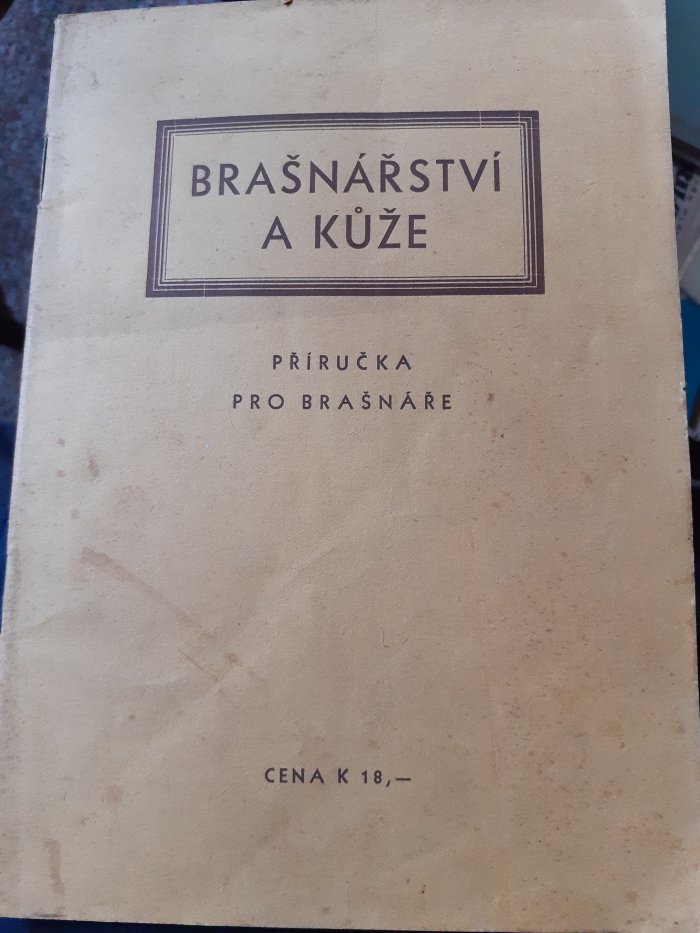 BRAŠNÁŘSTVÍ
A KŮŽE
PŘÍRUČKA
PRO BRAŠNÁŘE
CENA K 18,—